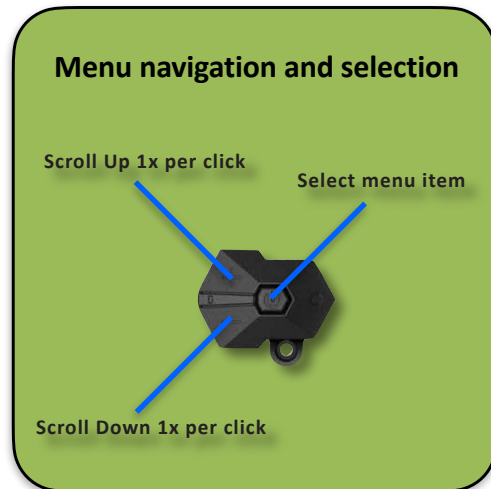 Menu navigation and selection
Scroll Up 1x per click
Select menu item
Scroll Down 1x per click